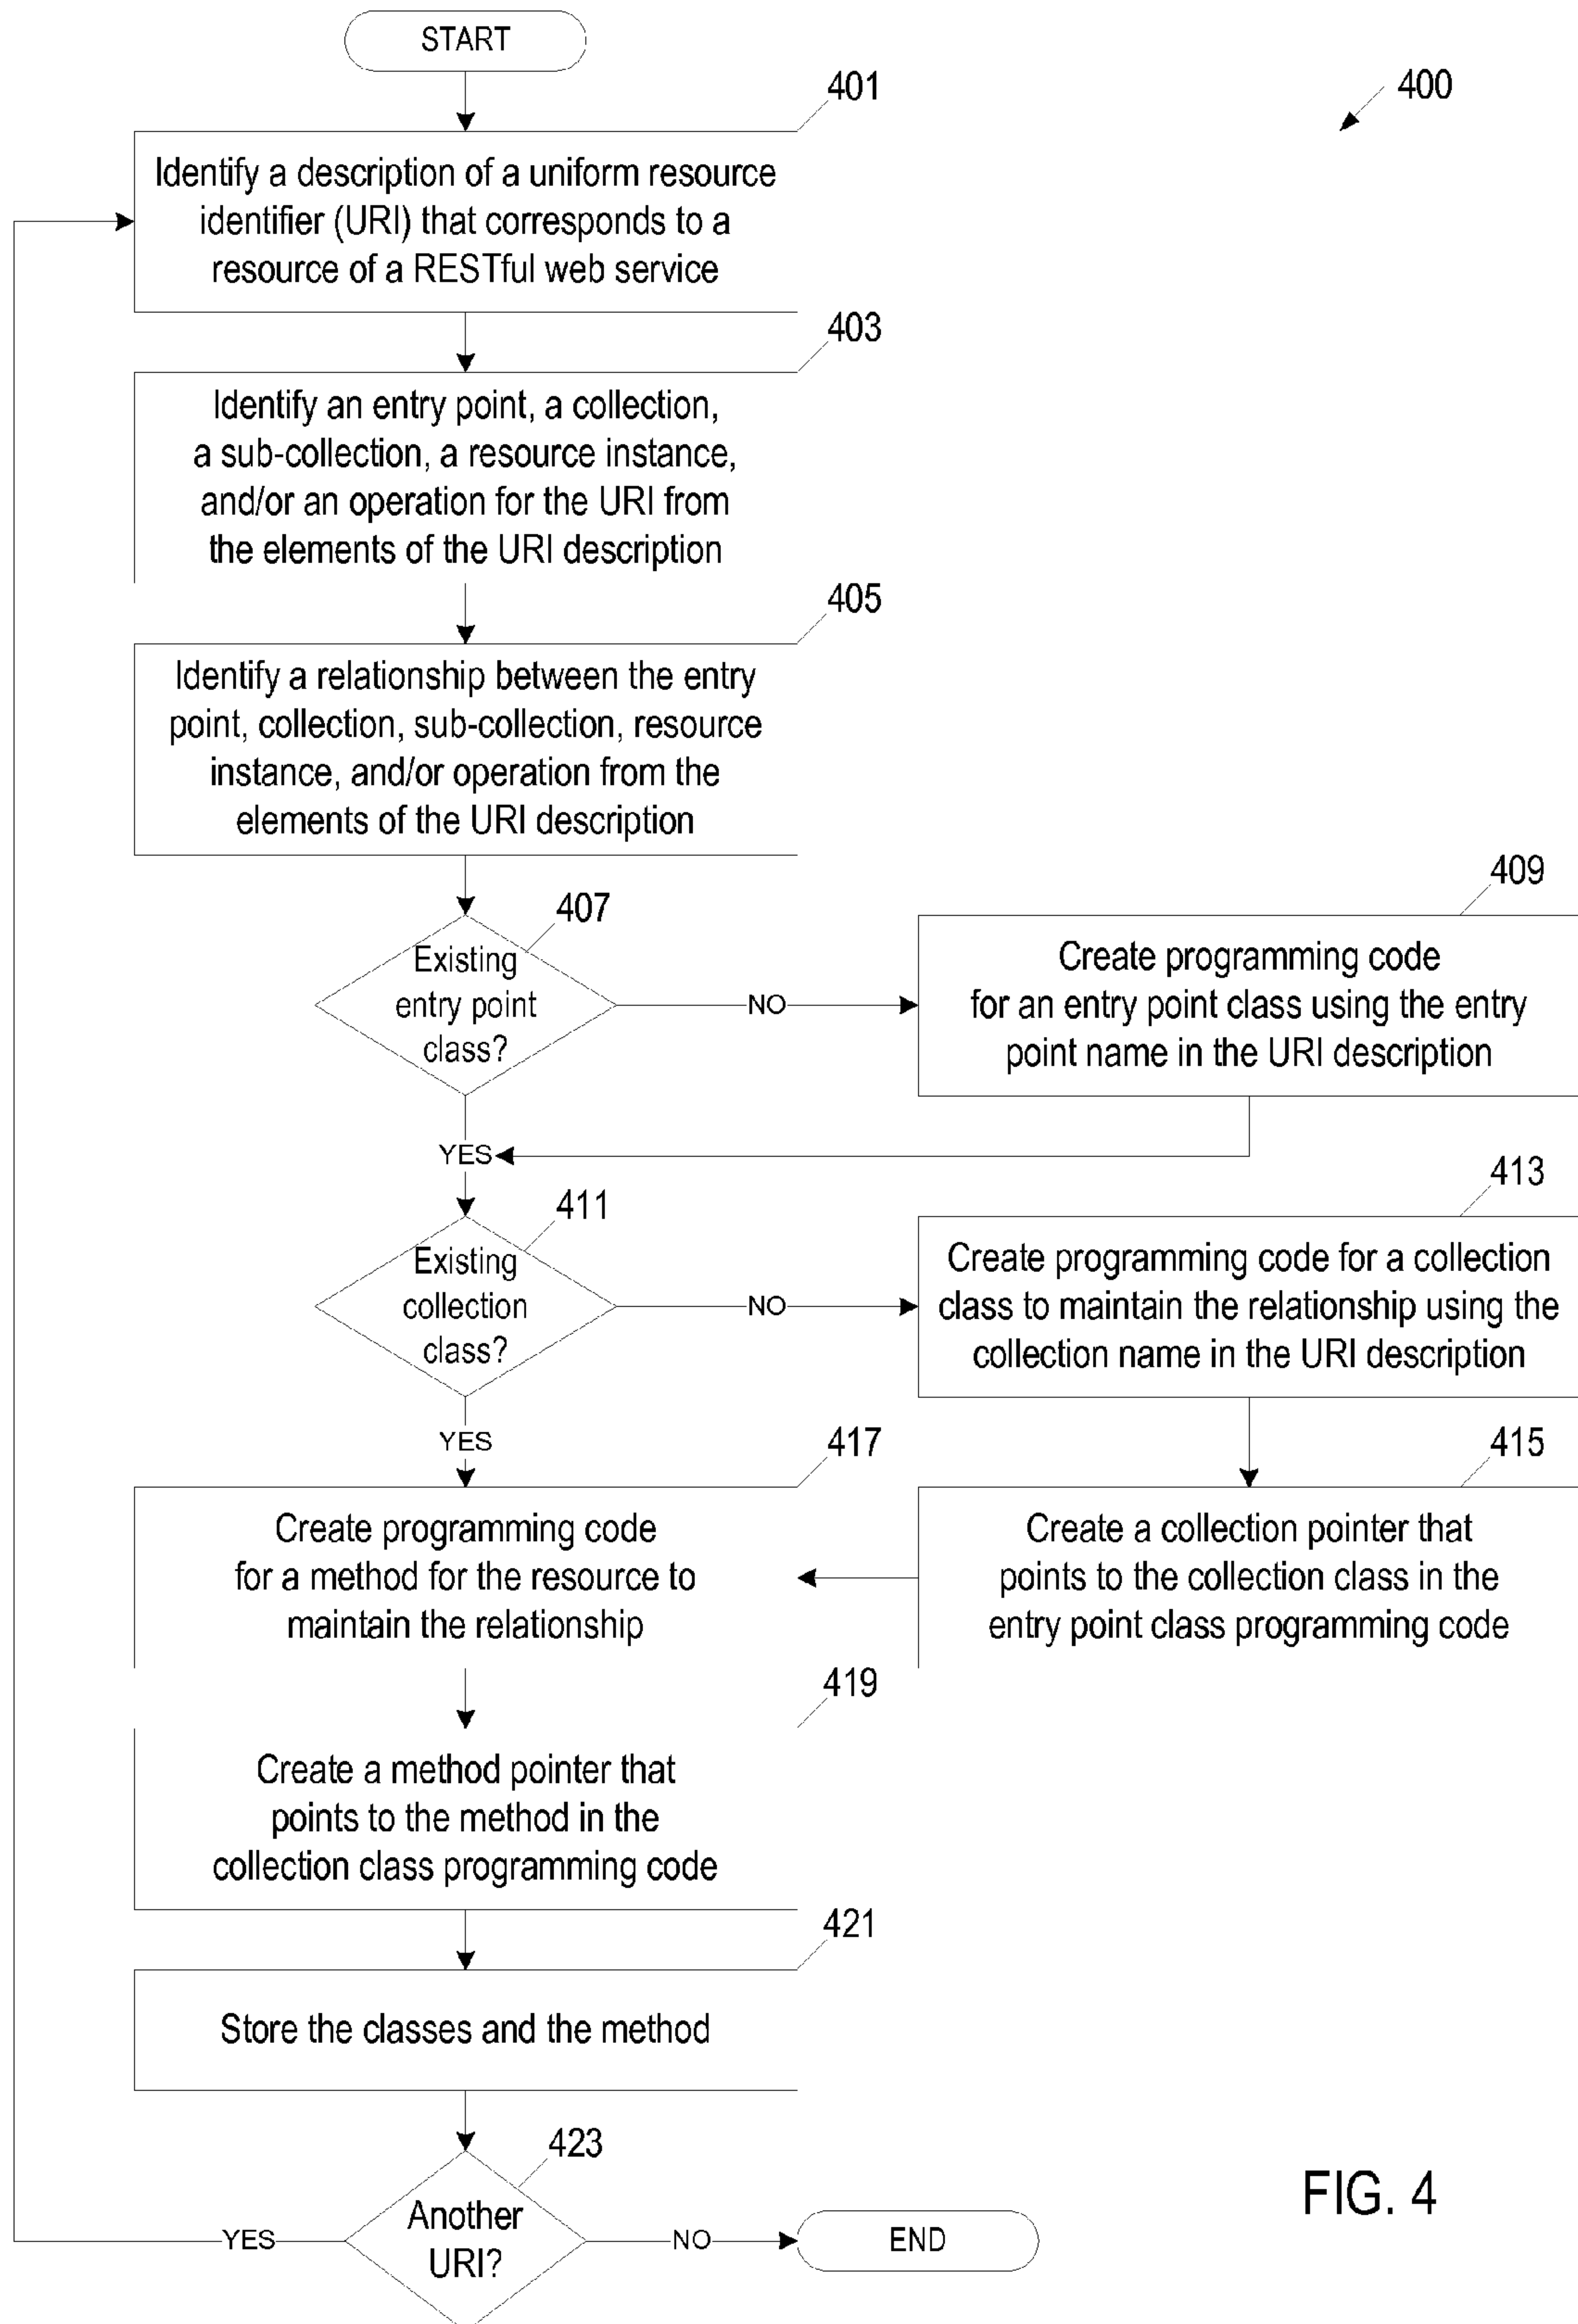 START
401
400
Identify a description of a uniform resource
identifier (URI) that corresponds to a
resource of a RESTful web service
403
Identify an entry point, a collection,
a sub-collection, a resource instance,
and/or an operation for the URI from
the elements of the URI description
405
Identify a relationship between the entry
point, collection, sub-collection, resource
instance, and/or operation from the
elements of the URI description
407
Existing
entry point
class?
NO
409
Create programming code
for an entry point class using the entry
point name in the URI description
YES
411
Existing
collection
class?
NO
413
Create programming code for a collection
class to maintain the relationship using the
collection name in the URI description
YES
417
Create programming code
for a method for the resource to
maintain the relationship
415
Create a collection pointer that
points to the collection class in the
entry point class programming code
419
Create a method pointer that
points to the method in the
collection class programming code
421
Store the classes and the method
423
Another
URI?
YES
NO
END
FIG. 4